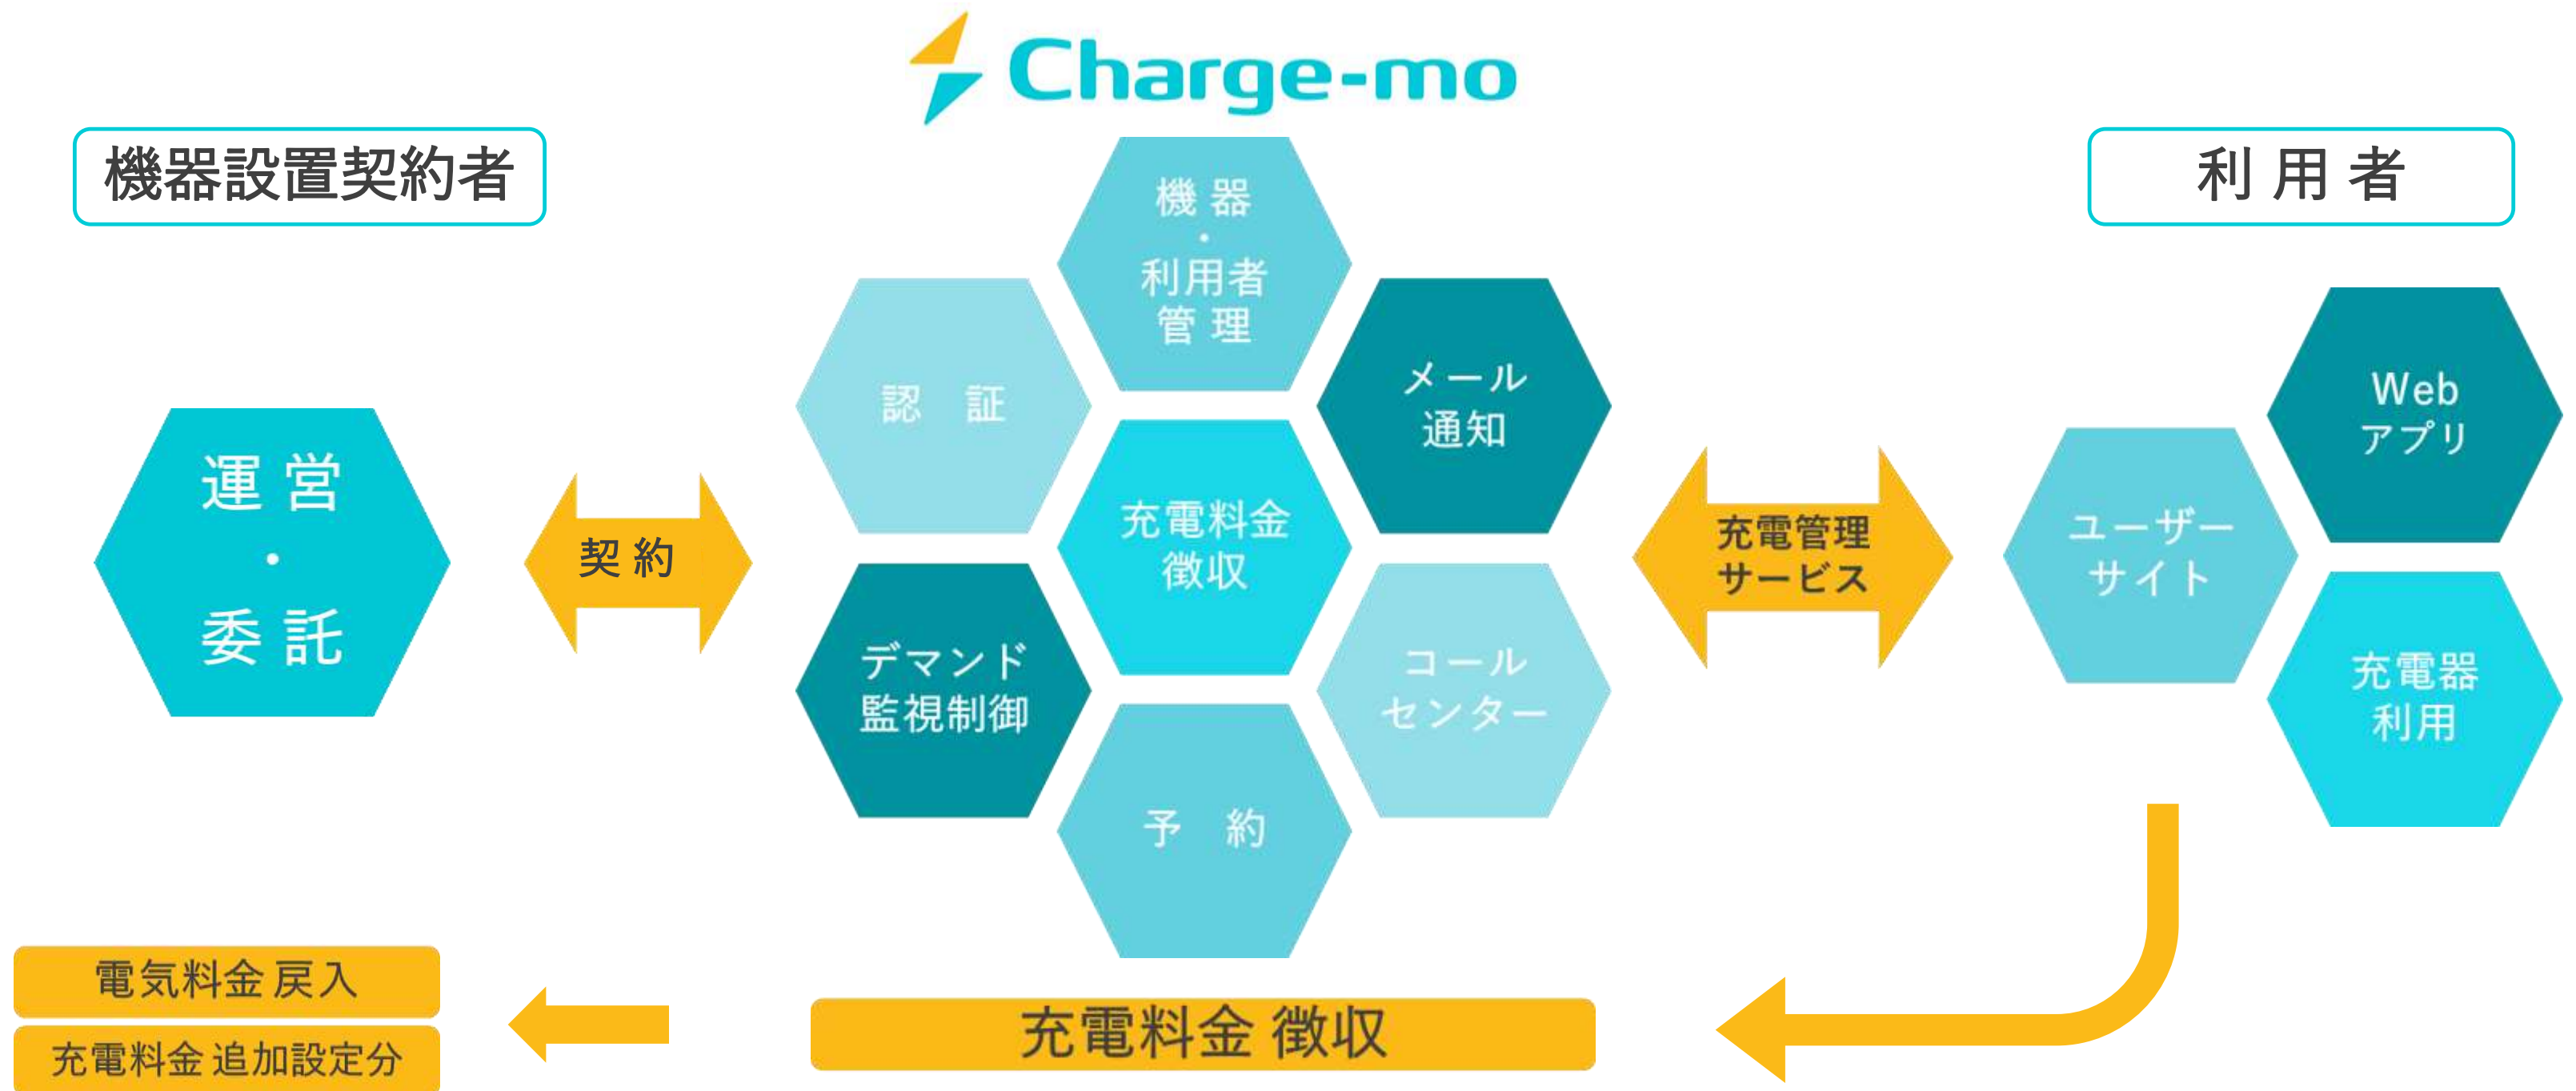 Charge-mo
機器設置契約者
利用者
運営
・
委託
契約
機器
・
利用者
管理
認 証
メール
通知
充電料金
徴収
デマンド
監視制御
コール
センター
予 約
充電管理
サービス
Web
アプリ
ユーザー
サイト
充電器
利用
電気料金 戻入
充電料金 追加設定分
充電料金 徴収